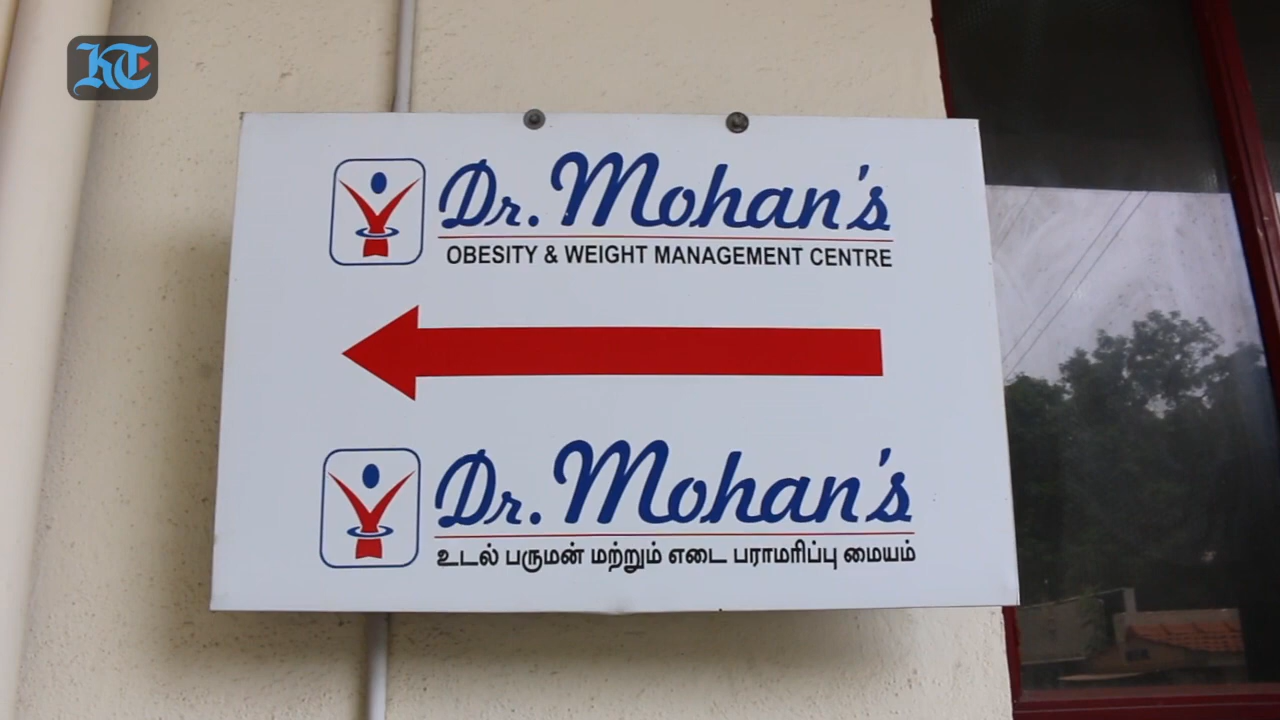 KT
Dr. Mohan's
OBESITY & WEIGHT MANAGEMENT CENTRE
Dr. Mohan's
உடல் பருமன் மற்றும் எடை பராமரிப்பு மையம்